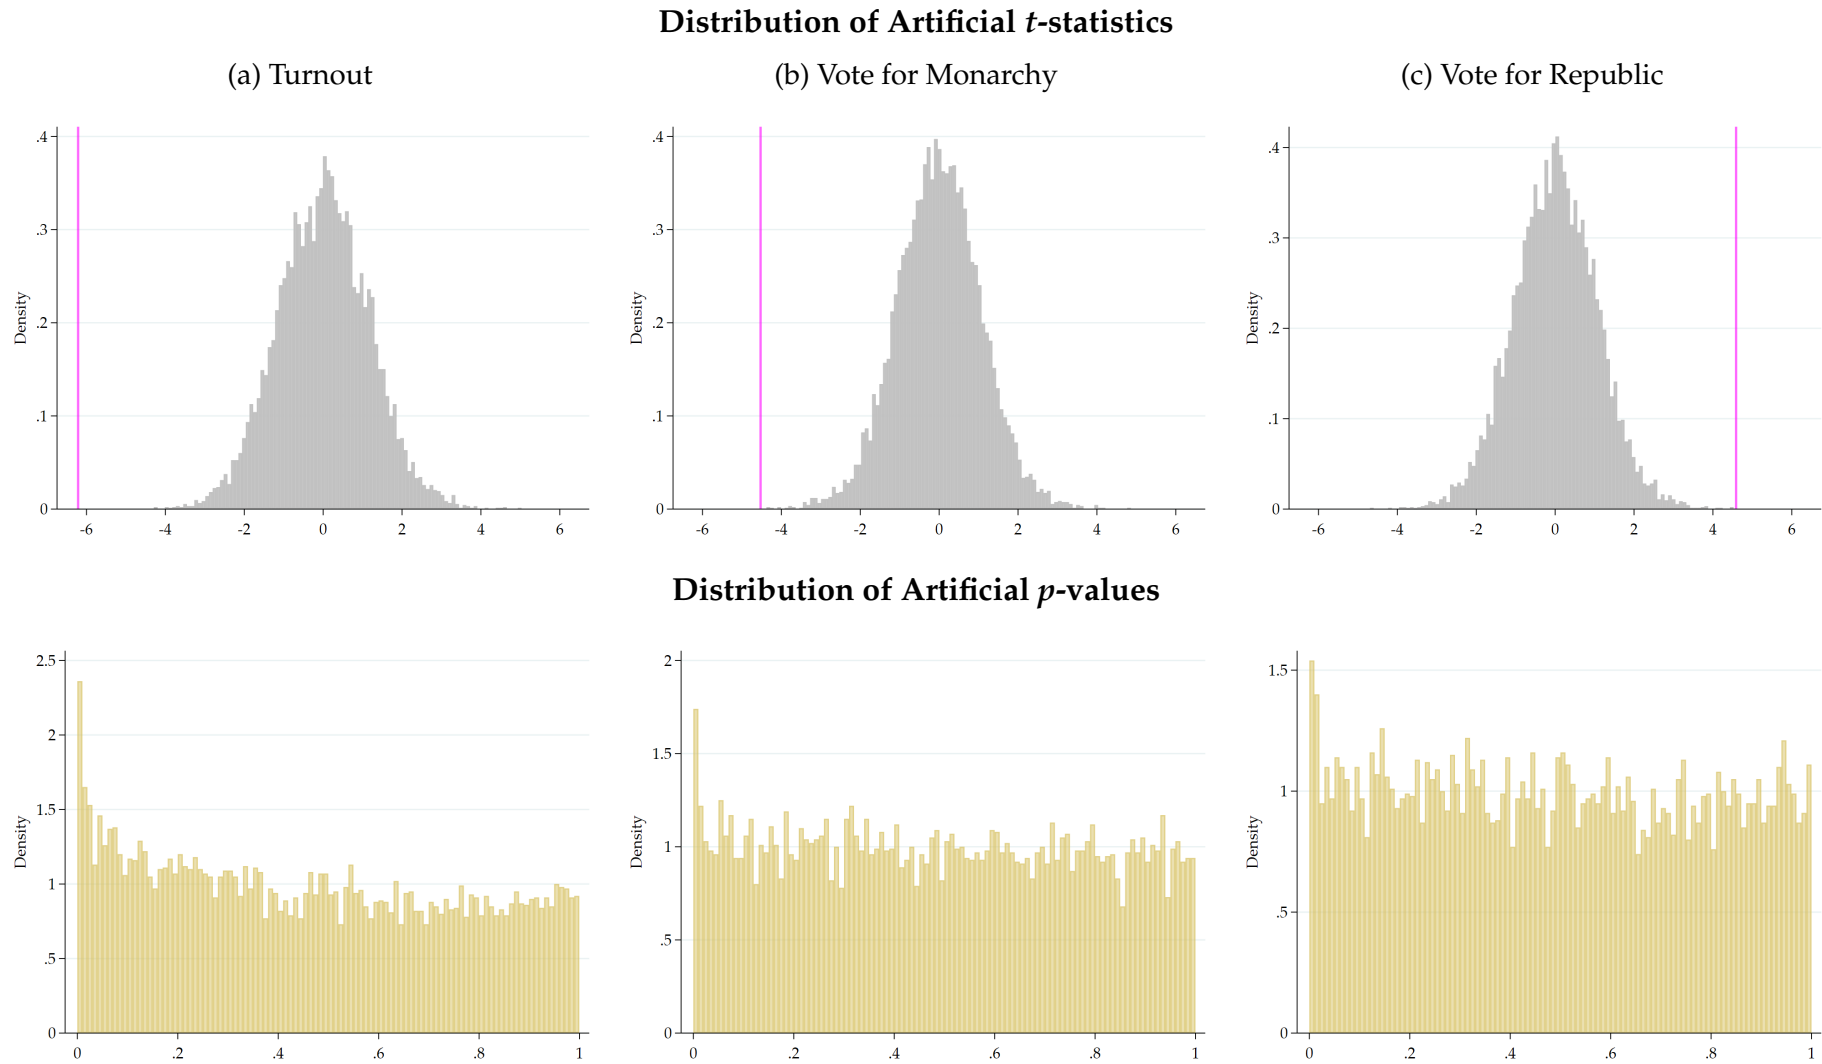 Distribution of Artificial t-statistics
(a) Turnout
(b) Vote for Monarchy
(c) Vote for Republic
Density
.4
.3
.2
.1
0
-6 -4 -2 0 2 4 6
Density
.4
.3
.2
.1
0
-6 -4 -2 0 2 4 6
Density
.4
.3
.2
.1
0
-6 -4 -2 0 2 4 6
Distribution of Artificial p-values
Density
2.5
2
1.5
1
.5
0
0 .2 .4 .6 .8 1
Density
2
1.5
1
.5
0
0 .2 .4 .6 .8 1
Density
1.5
1
.5
0
0 .2 .4 .6 .8 1